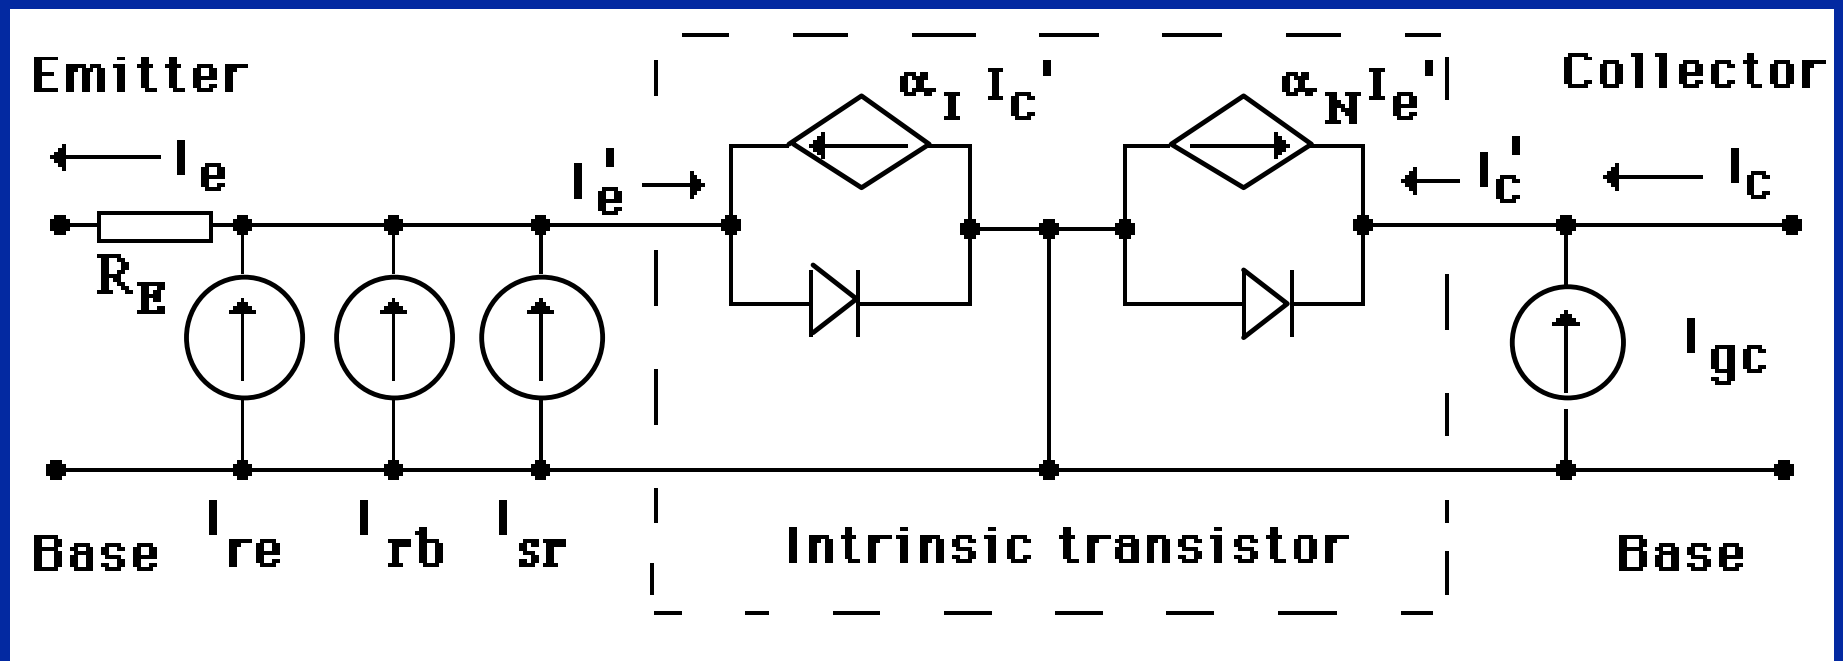 Emitter
Collector
α_I I_c'
α_N I_e'
I_e
I_e'
I_c'
I_c
R_E
I_gc
I_re
I_rb
I_sr
Base
Intrinsic transistor
Base